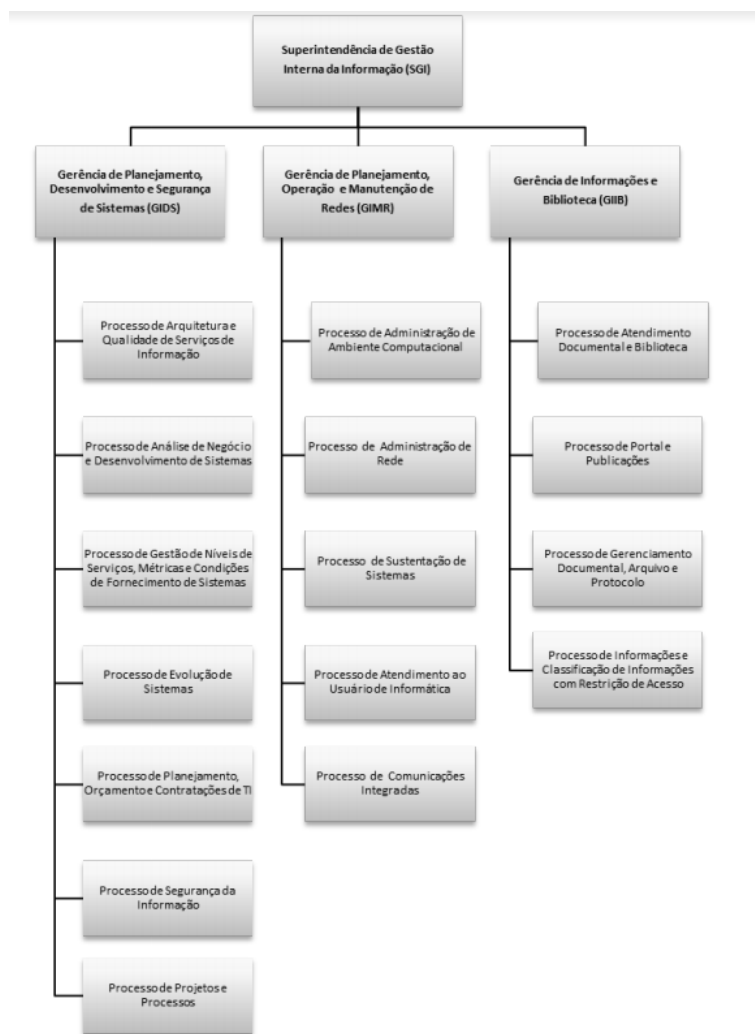 Superintendência de Gestão
Interna da Informação (SGI)
Gerência de Planejamento,
Desenvolvimento e Segurança
de Sistemas (GIDS)
Processo de Arquitetura e
Qualidade de Serviços de
Informação
Processo de Análise de Negócio
e Desenvolvimento de Sistemas
Processo de Gestão de Níveis de
Serviços, Métricas e Condições
de Fornecimento de Sistemas
Processo de Evolução de
Sistemas
Processo de Planejamento,
Orçamento e Contratações de TI
Processo de Segurança da
Informação
Processo de Projetos e
Processos
Gerência de Planejamento,
Operação e Manutenção de
Redes (GIMR)
Processo de Administração de
Ambiente Computacional
Processo de Administração de
Rede
Processo de Sustentação de
Sistemas
Processo de Atendimento ao
Usuário de Informática
Processo de Comunicações
Integradas
Gerência de Informações e
Biblioteca (GIIB)
Processo de Atendimento
Documental e Biblioteca
Processo de Portal e
Publicações
Processo de Gerenciamento
Documental, Arquivo e
Protocolo
Processo de Informações e
Classificação de Informações
com Restrição de Acesso